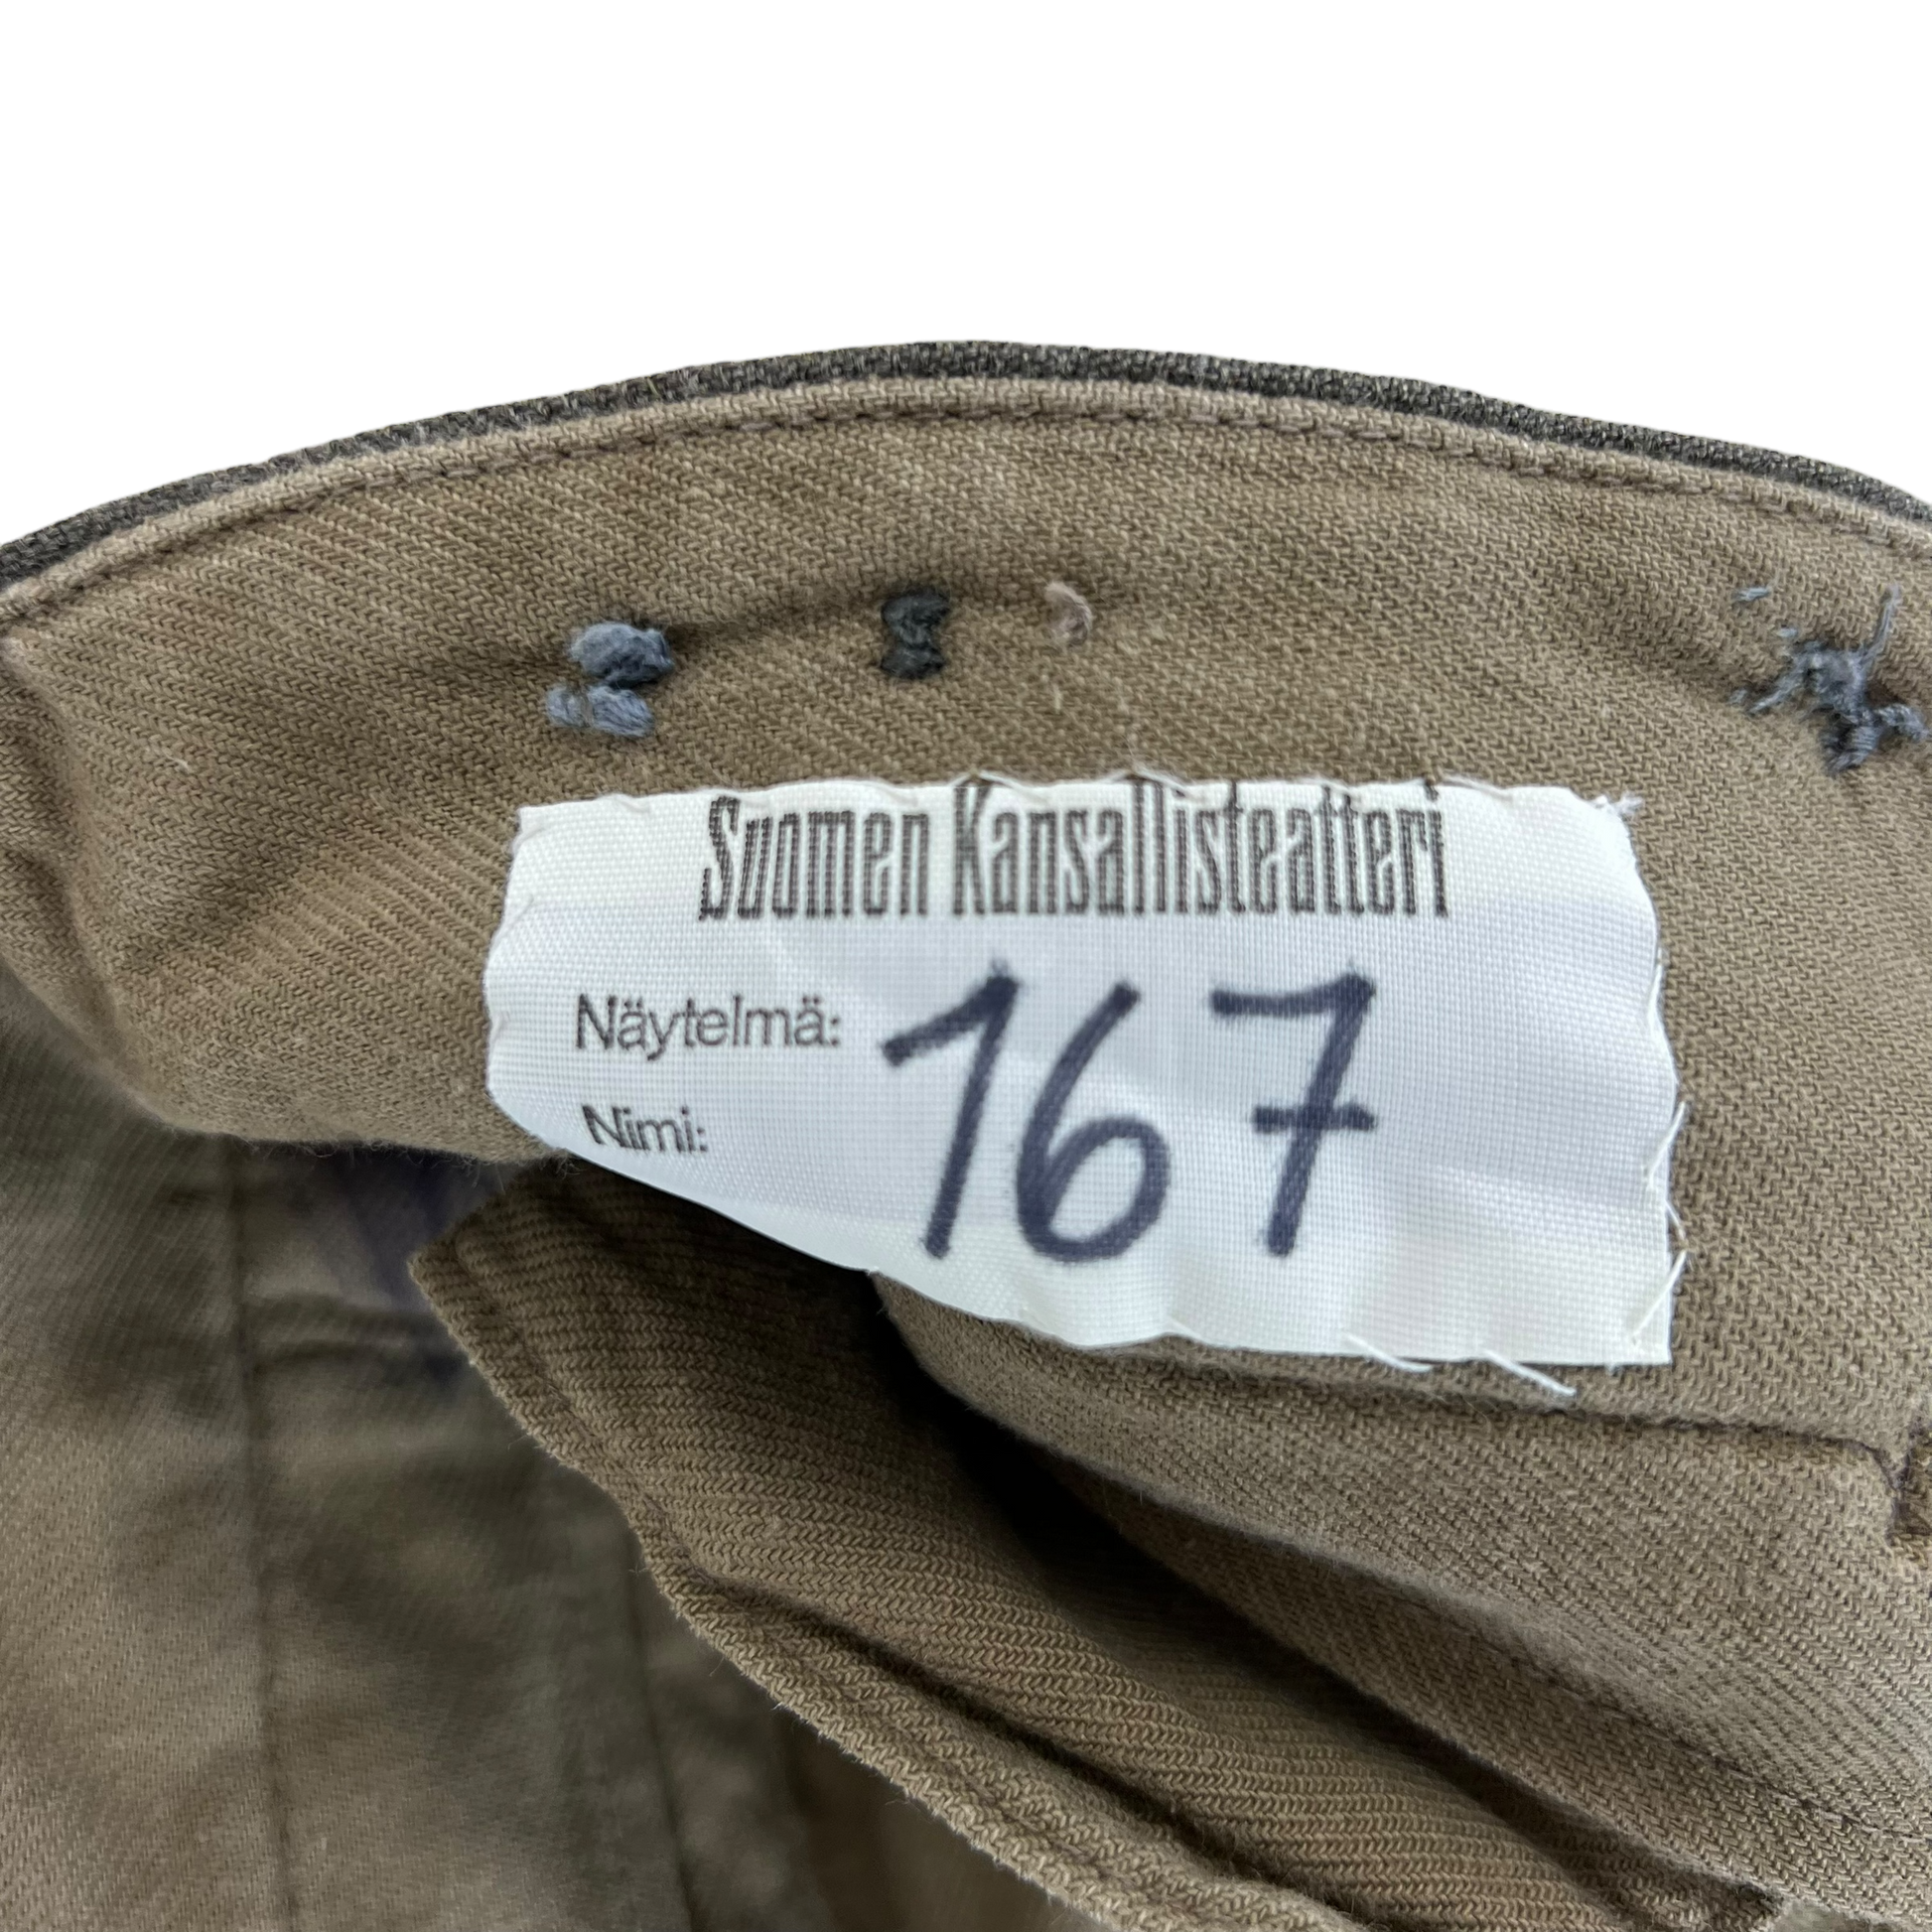 Suomen Kansallisteatteri
Näytelmä: 167
Nimi: